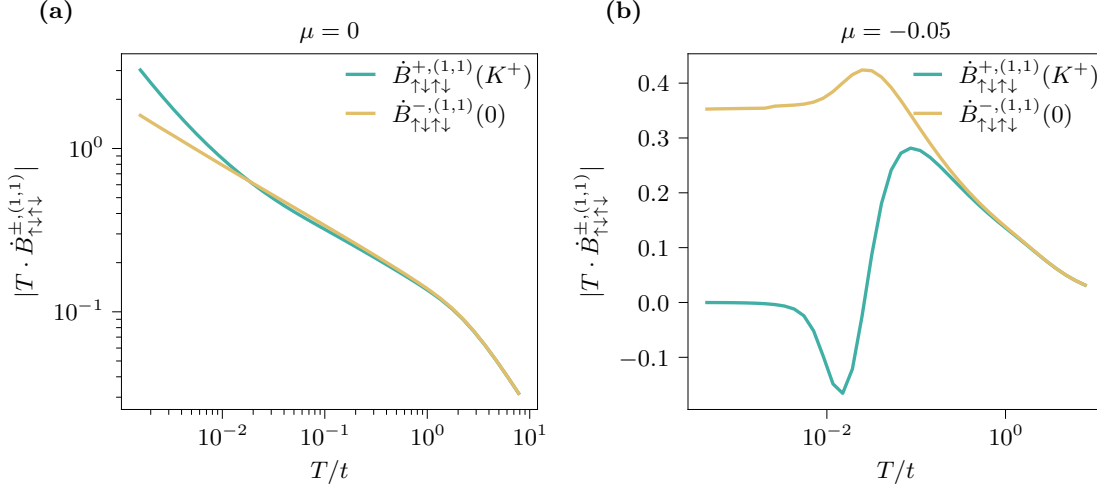 (a)
μ = 0
Ḃ^{+,(1,1)}_{↑↓↑↓}(K^+)
Ḃ^{-,(1,1)}_{↑↓↑↓}(0)
|T · Ḃ^{±,(1,1)}_{↑↓↑↓}|
10^0
10^{-1}
10^{-2} 10^{-1} 10^0 10^1
T/t
(b)
μ = −0.05
Ḃ^{+,(1,1)}_{↑↓↑↓}(K^+)
Ḃ^{-,(1,1)}_{↑↓↑↓}(0)
|T · Ḃ^{±,(1,1)}_{↑↓↑↓}|
0.4
0.3
0.2
0.1
0.0
−0.1
10^{-2} 10^0
T/t